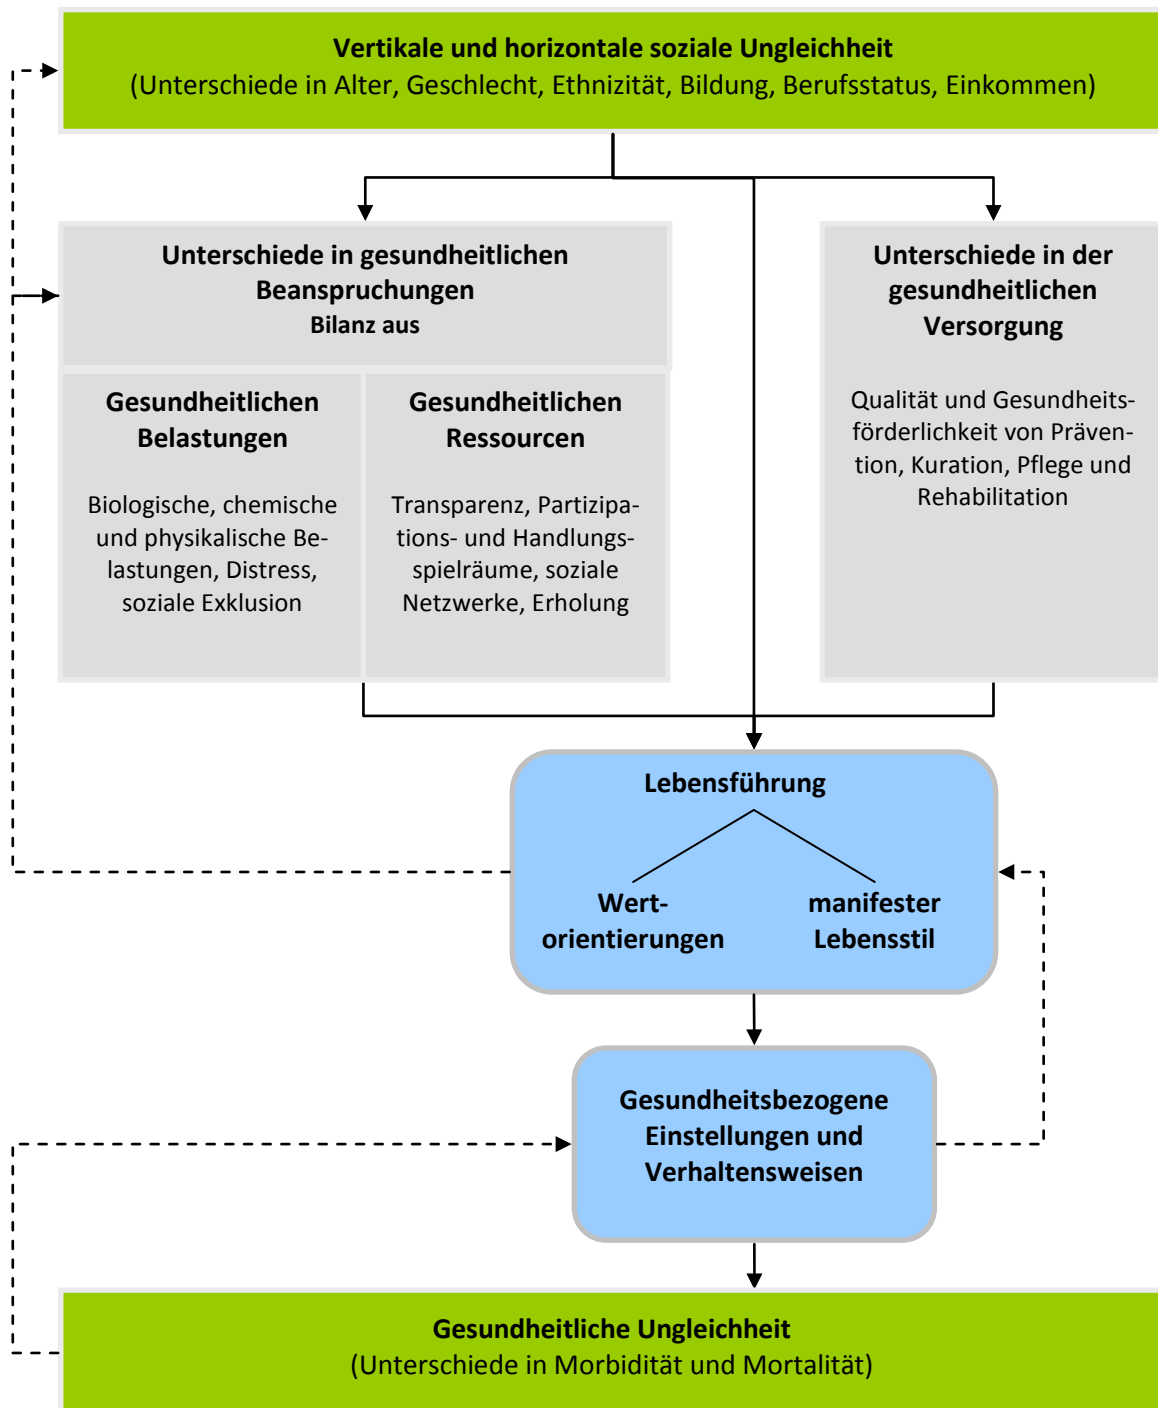 Vertikale und horizontale soziale Ungleichheit
(Unterschiede in Alter, Geschlecht, Ethnizität, Bildung, Berufsstatus, Einkommen)
Unterschiede in gesundheitlichen
Beanspruchungen
Bilanz aus
Gesundheitlichen
Belastungen
Biologische, chemische
und physikalische Be-
lastungen, Distress,
soziale Exklusion
Gesundheitlichen
Ressourcen
Transparenz, Partizipa-
tions- und Handlungs-
spielräume, soziale
Netzwerke, Erholung
Unterschiede in der
gesundheitlichen
Versorgung
Qualität und Gesundheits-
förderlichkeit von Präven-
tion, Kuration, Pflege und
Rehabilitation
Lebensführung
Wert-
orientierungen
manifester
Lebensstil
Gesundheitsbezogene
Einstellungen und
Verhaltensweisen
Gesundheitliche Ungleichheit
(Unterschiede in Morbidität und Mortalität)